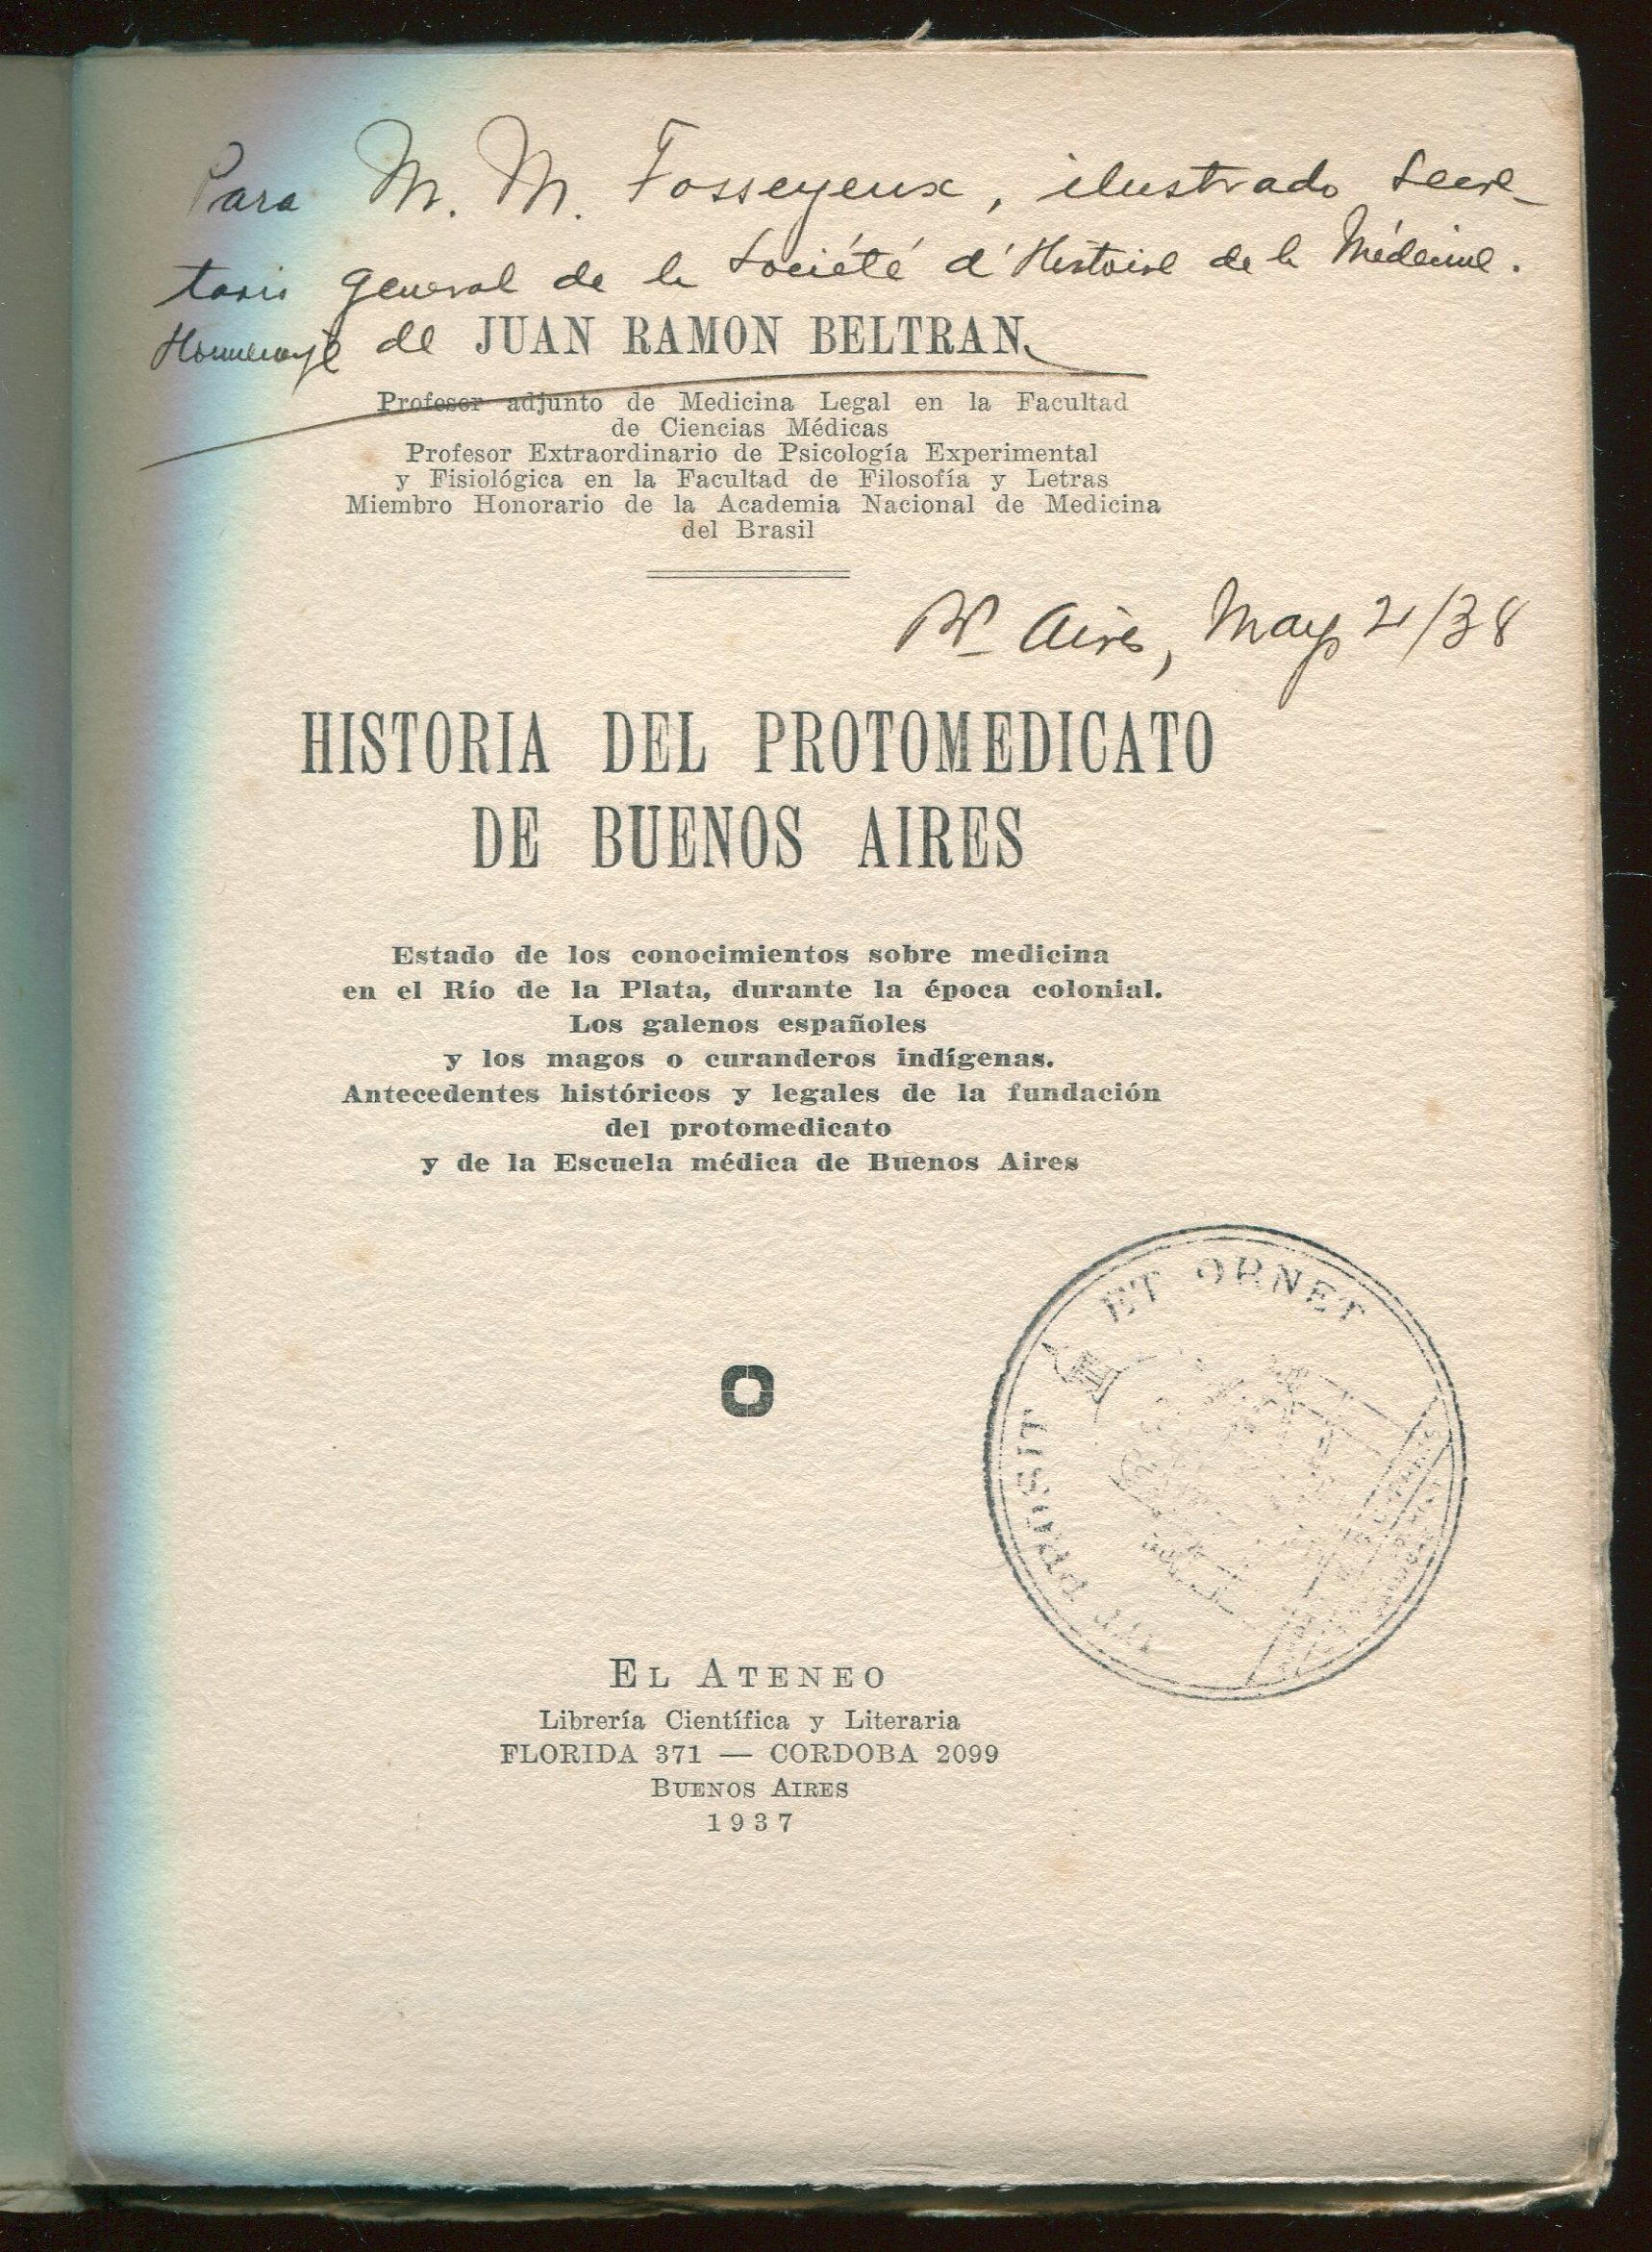 Para M. M. Fosseyeux, ilustrado Secre-
tario general de la Société d'Histoire de la Médecine.
Homenaje de JUAN RAMON BELTRAN
Profesor adjunto de Medicina Legal en la Facultad
de Ciencias Médicas
Profesor Extraordinario de Psicología Experimental
y Fisiológica en la Facultad de Filosofía y Letras
Miembro Honorario de la Academia Nacional de Medicina
del Brasil
Bs Aires, Mayo 2/38
HISTORIA DEL PROTOMEDICATO
DE BUENOS AIRES
Estado de los conocimientos sobre medicina
en el Río de la Plata, durante la época colonial.
Los galenos españoles
y los magos o curanderos indígenas.
Antecedentes históricos y legales de la fundación
del protomedicato
y de la Escuela médica de Buenos Aires
VT PROSIT ET ORNET
EL ATENEO
Librería Científica y Literaria
FLORIDA 371 — CORDOBA 2099
BUENOS AIRES
1937